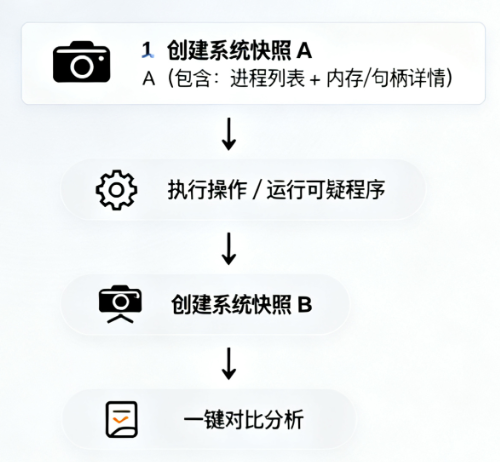 1 创建系统快照 A
A（包含：进程列表 + 内存/句柄详情）
执行操作 / 运行可疑程序
创建系统快照 B
一键对比分析